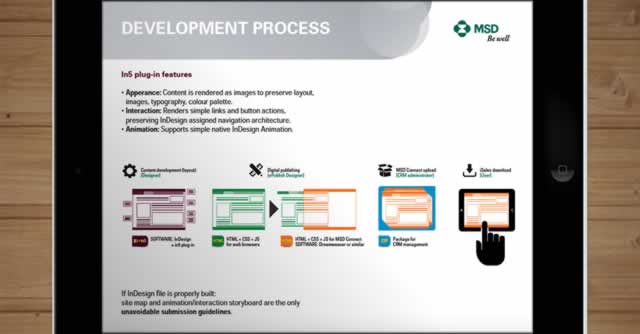 DEVELOPMENT PROCESS
MSD
Be well
In5 plug-in features
• Apperance: Content is rendered as images to preserve layout,
images, typography, colour palette.
• Interaction: Renders simple links and button actions,
preserving InDesign assigned navigation architecture.
• Animation: Supports simple native InDesign Animation.
Content development (layout)
(Designer)
Digital publishing
(ePublish Designer)
MSD Connect upload
(CRM administrator)
iSales download
(User)
SOFTWARE: InDesign
+ in5 plug-in
HTML
HTML + CSS + JS
for web browsers
HTML + CSS + JS for MSD Connect
SOFTWARE: Dreamweaver or similar
ZIP
Package for
CRM management
If InDesign file is properly built:
site map and animation/interaction storyboard are the only
unavoidable submission guidelines.